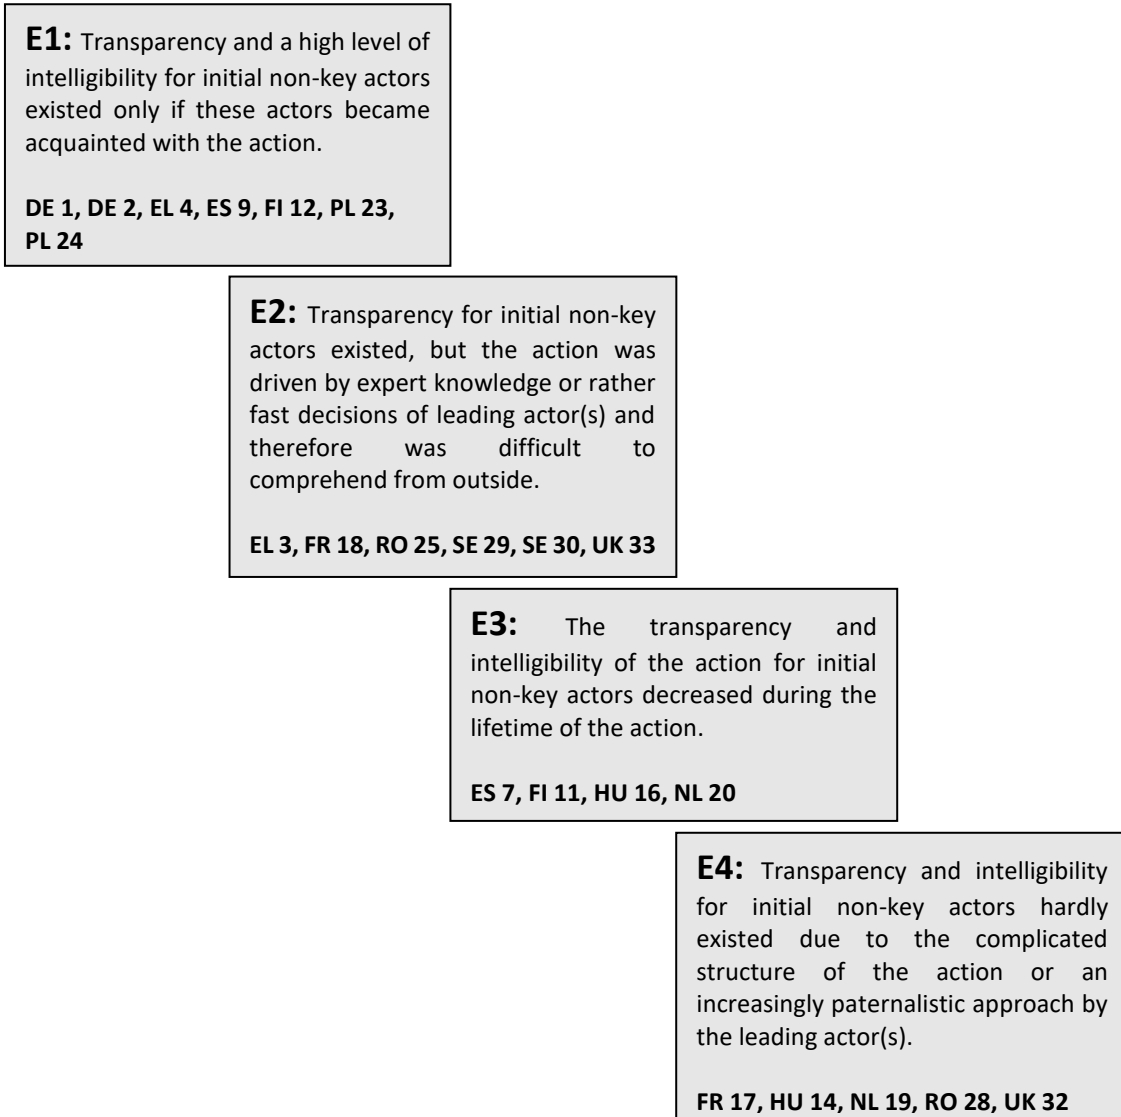 E1: Transparency and a high level of
intelligibility for initial non-key actors
existed only if these actors became
acquainted with the action.
DE 1, DE 2, EL 4, ES 9, FI 12, PL 23,
PL 24
E2: Transparency for initial non-key
actors existed, but the action was
driven by expert knowledge or rather
fast decisions of leading actor(s) and
therefore was difficult to
comprehend from outside.
EL 3, FR 18, RO 25, SE 29, SE 30, UK 33
E3: The transparency and
intelligibility of the action for initial
non-key actors decreased during the
lifetime of the action.
ES 7, FI 11, HU 16, NL 20
E4: Transparency and intelligibility
for initial non-key actors hardly
existed due to the complicated
structure of the action or an
increasingly paternalistic approach by
the leading actor(s).
FR 17, HU 14, NL 19, RO 28, UK 32